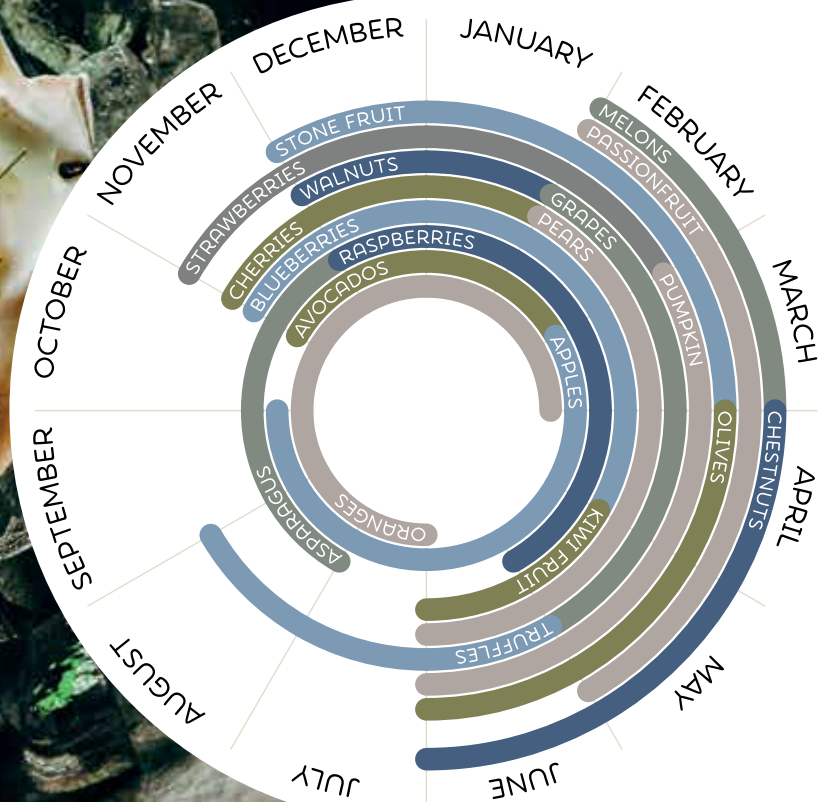 JANUARY
FEBRUARY
MARCH
APRIL
MAY
JUNE
JULY
AUGUST
SEPTEMBER
OCTOBER
NOVEMBER
DECEMBER
MELONS
PASSIONFRUIT
CHESTNUTS
STONE FRUIT
OLIVES
STRAWBERRIES
PUMPKIN
WALNUTS
GRAPES
TRUFFLES
CHERRIES
PEARS
BLUEBERRIES
KIWI FRUIT
RASPBERRIES
ASPARAGUS
AVOCADOS
APPLES
ORANGES